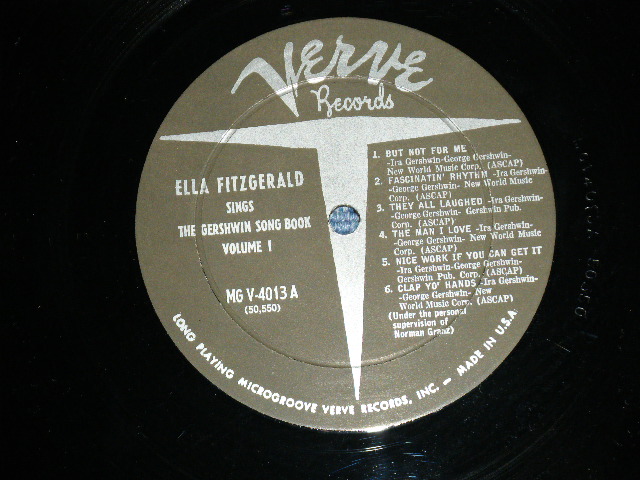 Verve
Records
ELLA FITZGERALD
SINGS
THE GERSHWIN SONG BOOK
VOLUME 1
MG V-4013 A
(50,550)
1. BUT NOT FOR ME
-Ira Gershwin-George Gershwin-
New World Music Corp. (ASCAP)
2. FASCINATIN' RHYTHM -Ira Gershwin
-George Gershwin- New World Music
Corp. (ASCAP)
3. THEY ALL LAUGHED -Ira Gershwin
-George Gershwin- Gershwin Pub.
Corp. (ASCAP)
4. THE MAN I LOVE -Ira Gershwin
-George Gershwin- New World Music
Corp. (ASCAP)
5. NICE WORK IF YOU CAN GET IT
-Ira Gershwin-George Gershwin-
Gershwin Pub. Corp. (ASCAP)
6. CLAP YO' HANDS -Ira Gershwin
-George Gershwin- New
World Music Corp. (ASCAP)
(Under the personal
supervision of
Norman Granz)
LONG PLAYING MICROGROOVE VERVE RECORDS, INC. — MADE IN U.S.A.